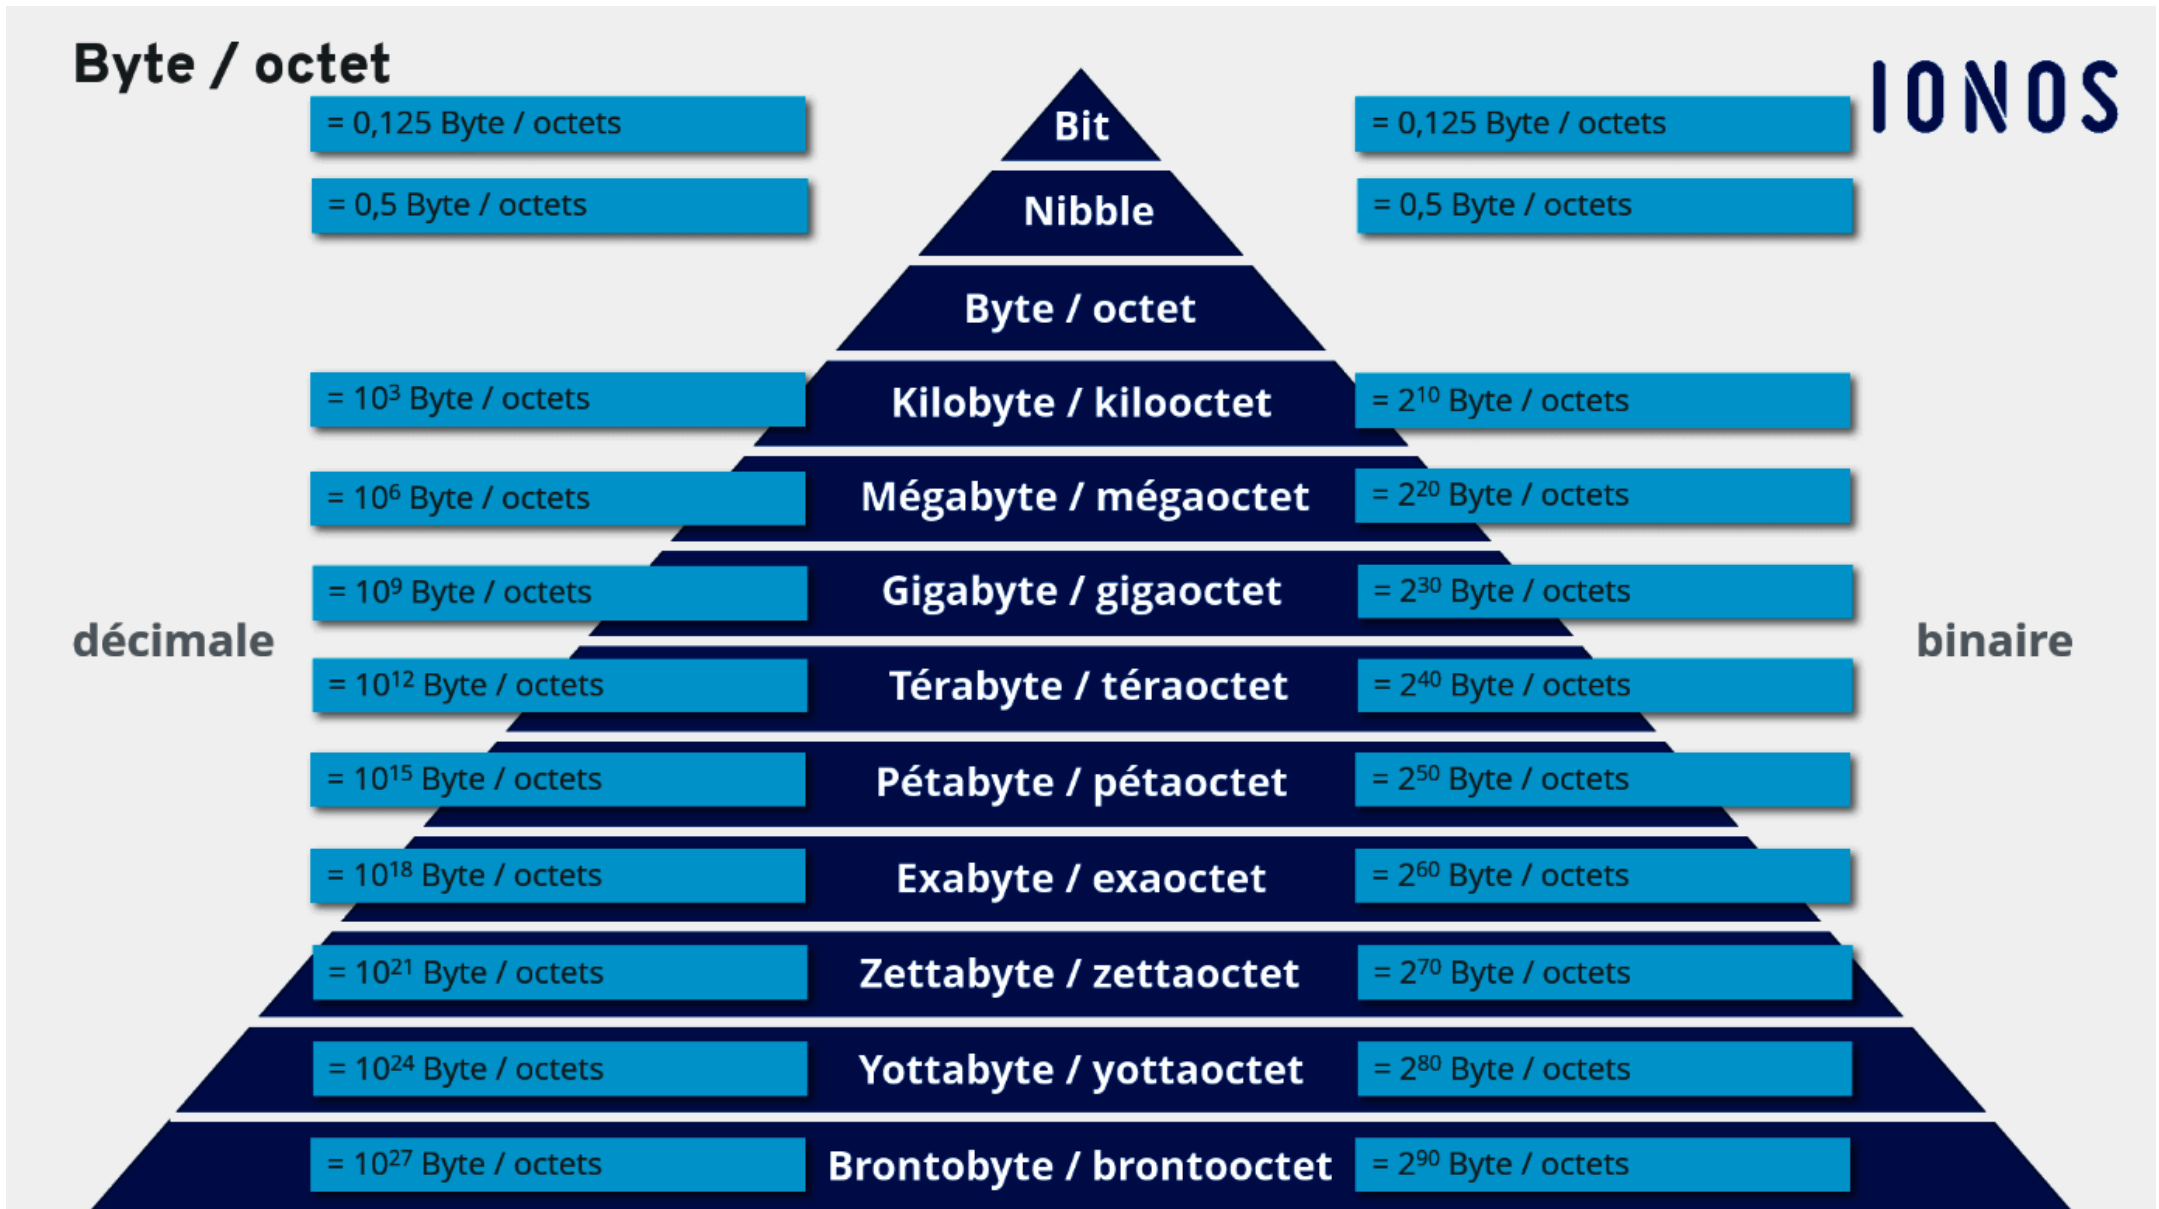 Byte / octet
IONOS
= 0,125 Byte / octets
Bit
= 0,125 Byte / octets
= 0,5 Byte / octets
Nibble
= 0,5 Byte / octets
Byte / octet
= 10³ Byte / octets
Kilobyte / kilooctet
= 2¹⁰ Byte / octets
= 10⁶ Byte / octets
Mégabyte / mégaoctet
= 2²⁰ Byte / octets
= 10⁹ Byte / octets
Gigabyte / gigaoctet
= 2³⁰ Byte / octets
décimale
binaire
= 10¹² Byte / octets
Térabyte / téraoctet
= 2⁴⁰ Byte / octets
= 10¹⁵ Byte / octets
Pétabyte / pétaoctet
= 2⁵⁰ Byte / octets
= 10¹⁸ Byte / octets
Exabyte / exaoctet
= 2⁶⁰ Byte / octets
= 10²¹ Byte / octets
Zettabyte / zettaoctet
= 2⁷⁰ Byte / octets
= 10²⁴ Byte / octets
Yottabyte / yottaoctet
= 2⁸⁰ Byte / octets
= 10²⁷ Byte / octets
Brontobyte / brontooctet
= 2⁹⁰ Byte / octets